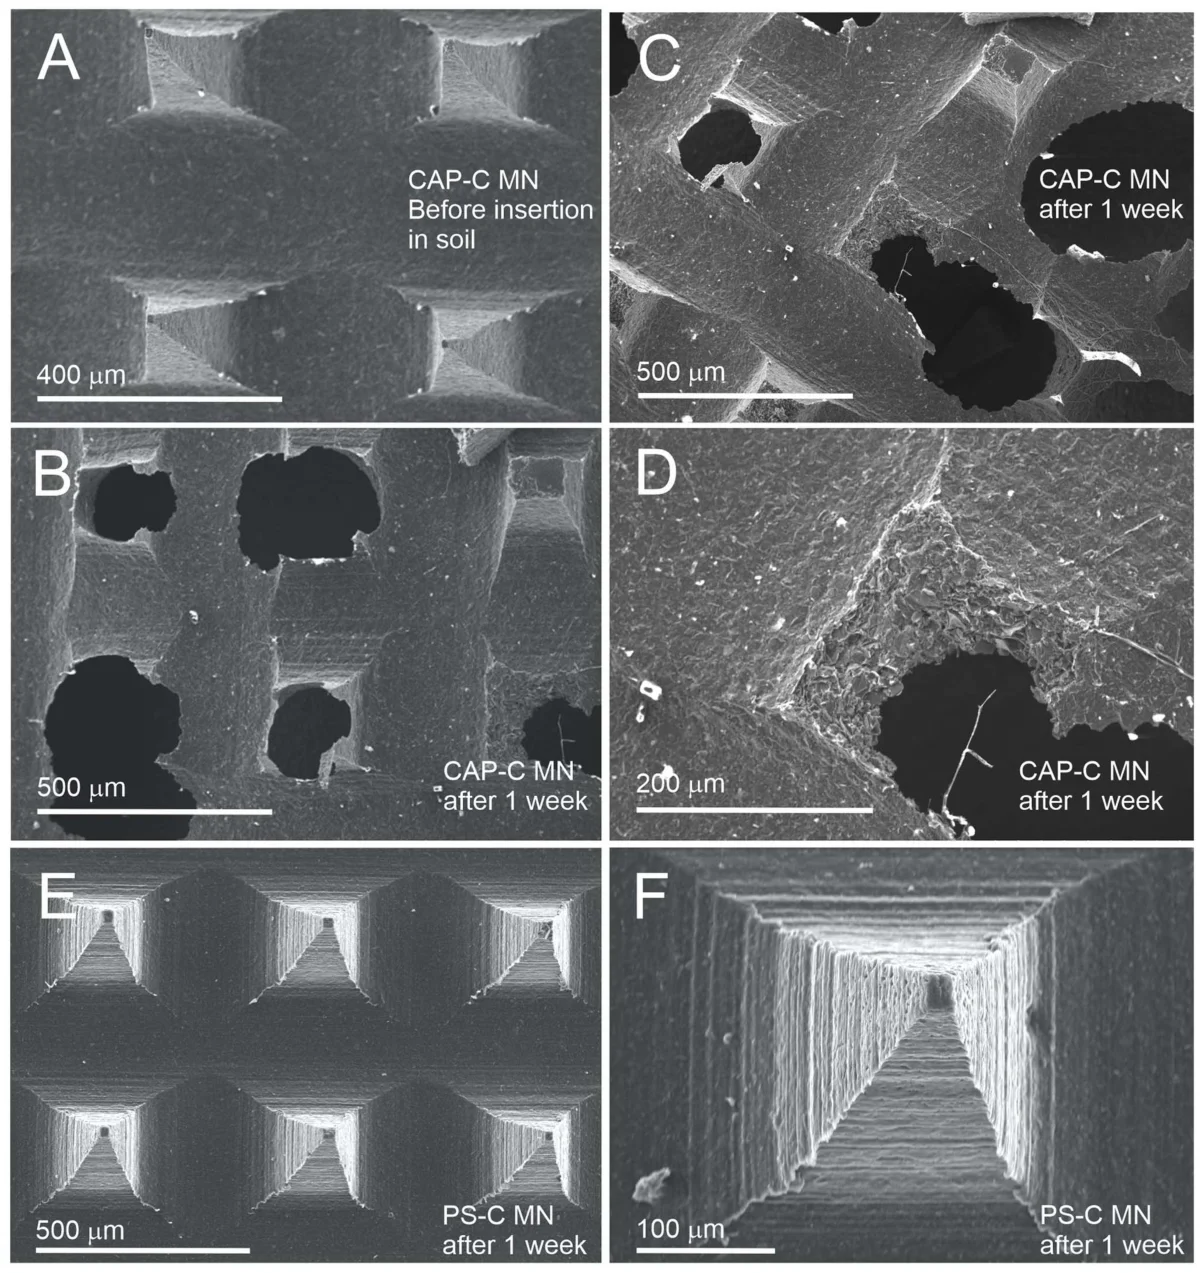 A
CAP-C MN
Before insertion
in soil
400 μm
C
CAP-C MN
after 1 week
500 μm
B
500 μm
CAP-C MN
after 1 week
D
200 μm
CAP-C MN
after 1 week
E
500 μm
PS-C MN
after 1 week
F
100 μm
PS-C MN
after 1 week